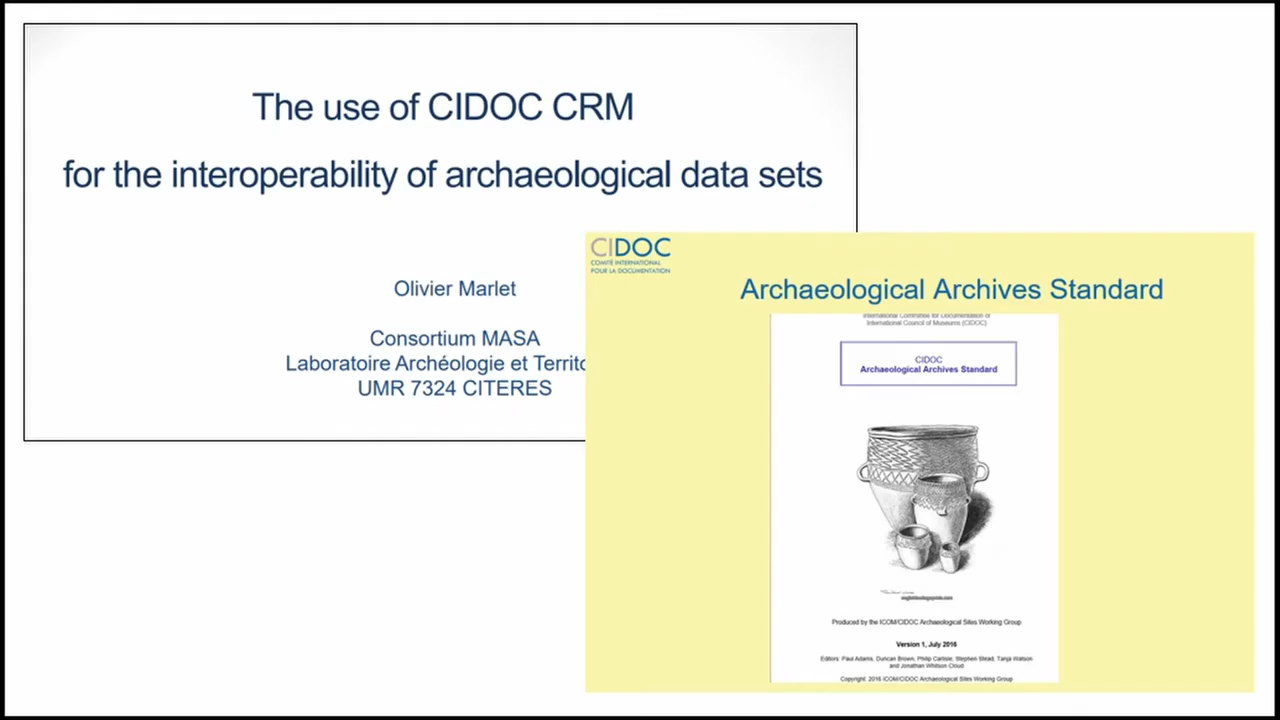 The use of CIDOC CRM
for the interoperability of archaeological data sets
Olivier Marlet
Consortium MASA
Laboratoire Archéologie et Territo
UMR 7324 CITERES
CIDOC
COMITÉ INTERNATIONAL
POUR LA DOCUMENTATION
Archaeological Archives Standard
International Committee for Documentation of
International Council of Museums (CIDOC)
CIDOC
Archaeological Archives Standard
Produced by the ICOM/CIDOC Archaeological Sites Working Group
Version 1, July 2016
Editors: Paul Adams, Duncan Brown, Philip Carlisle, Stephen Stead, Tanja Watson
and Jonathan Whitson Cloud
Copyright: 2016 ICOM/CIDOC Archaeological Sites Working Group